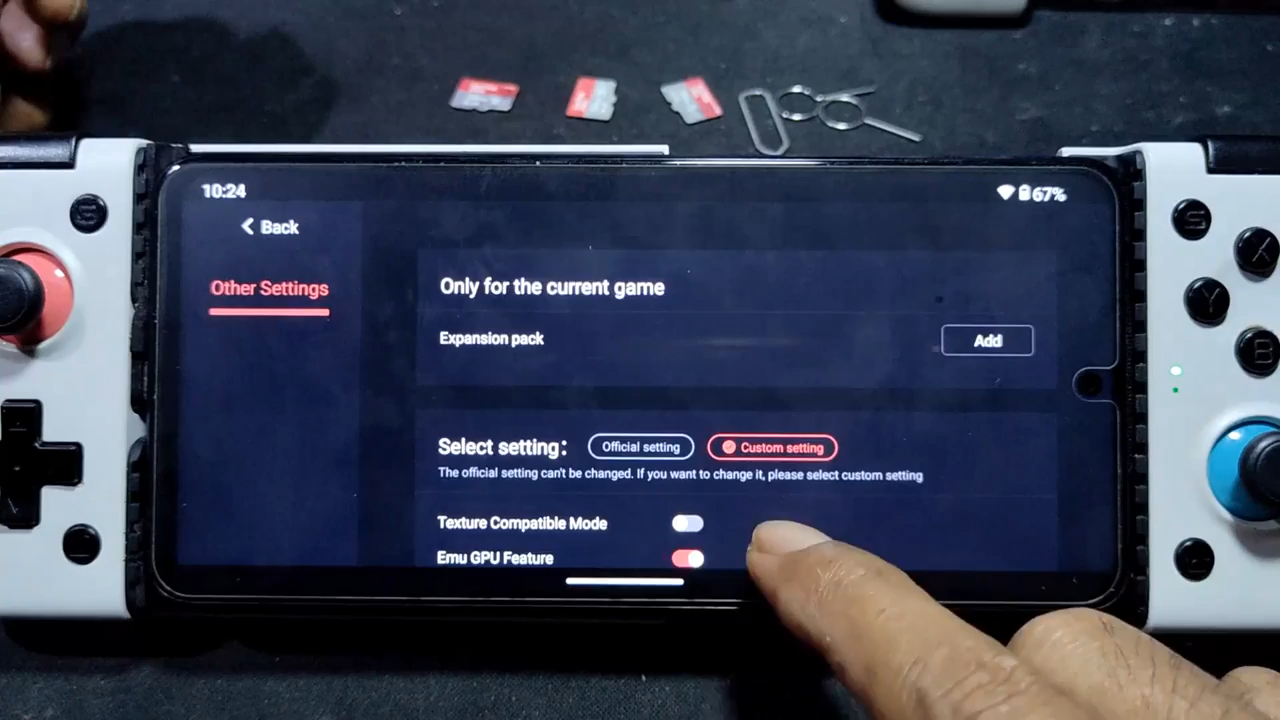 10:24
67%
Back
Other Settings
Only for the current game
Expansion pack
Add
Select setting:
Official setting
Custom setting
The official setting can't be changed. If you want to change it, please select custom setting
Texture Compatible Mode
Emu GPU Feature
S
X
Y
B